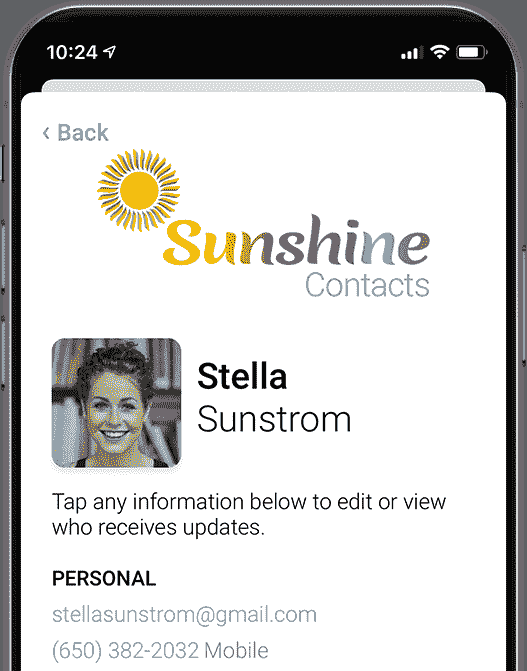 10:24
‹ Back
Sunshine
Contacts
Stella
Sunstrom
Tap any information below to edit or view
who receives updates.
PERSONAL
stellasunstrom@gmail.com
(650) 382-2032 Mobile